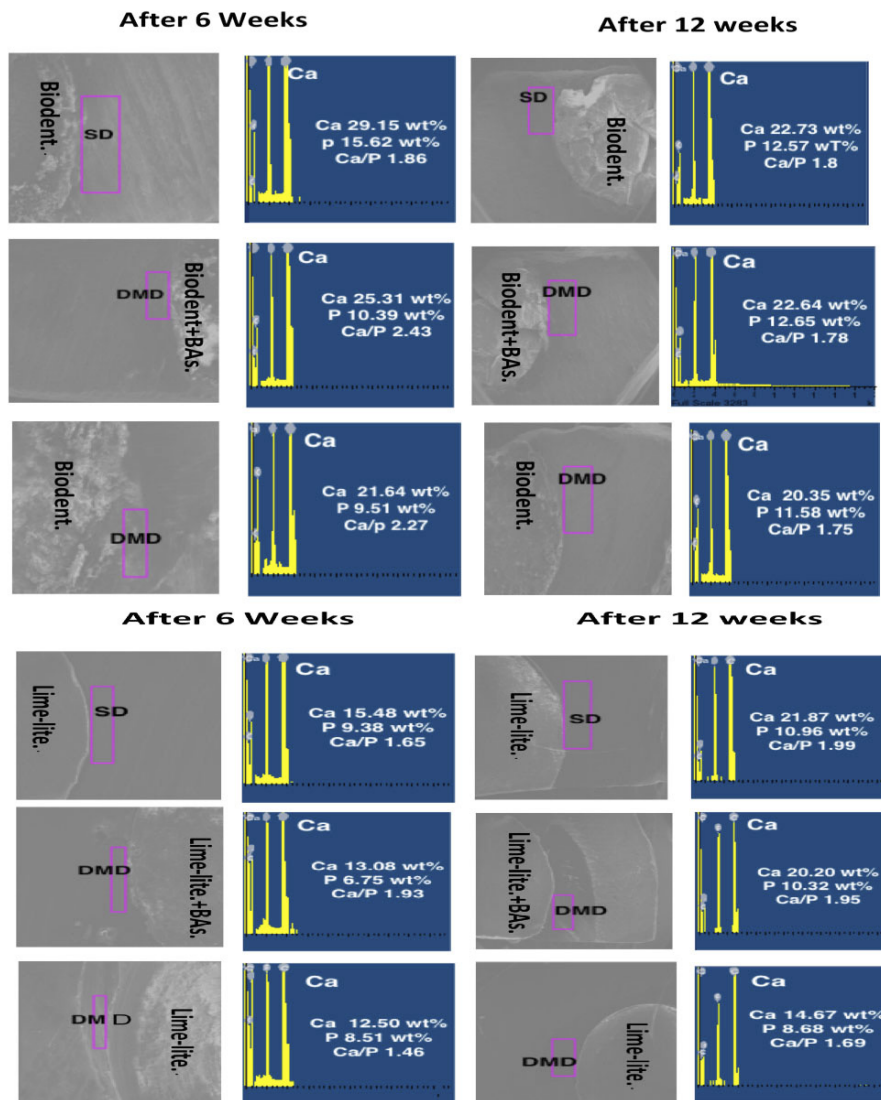 After 6 Weeks
After 12 weeks
Biodent.
SD
Ca
Ca 29.15 wt%
p 15.62 wt%
Ca/P 1.86
SD
Biodent.
Ca
Ca 22.73 wt%
P 12.57 wT%
Ca/P 1.8
DMD
Biodent+BAs.
Ca
Ca 25.31 wt%
P 10.39 wt%
Ca/P 2.43
Biodent+BAs.
DMD
Ca
Ca 22.64 wt%
P 12.65 wt%
Ca/P 1.78
Full Scale 3283
Biodent.
DMD
Ca
Ca 21.64 wt%
P 9.51 wt%
Ca/p 2.27
Biodent.
DMD
Ca
Ca 20.35 wt%
P 11.58 wt%
Ca/P 1.75
After 6 Weeks
After 12 weeks
Lime-lite.
SD
Ca
Ca 15.48 wt%
P 9.38 wt%
Ca/P 1.65
Lime-lite.
SD
Ca
Ca 21.87 wt%
P 10.96 wt%
Ca/P 1.99
DMD
Lime-lite.+BAs.
Ca
Ca 13.08 wt%
P 6.75 wt%
Ca/P 1.93
Lime-lite.+BAs.
DMD
Ca
Ca 20.20 wt%
P 10.32 wt%
Ca/P 1.95
DM D
Lime-lite.
Ca
Ca 12.50 wt%
P 8.51 wt%
Ca/P 1.46
DMD
Lime-lite.
Ca
Ca 14.67 wt%
P 8.68 wt%
Ca/P 1.69